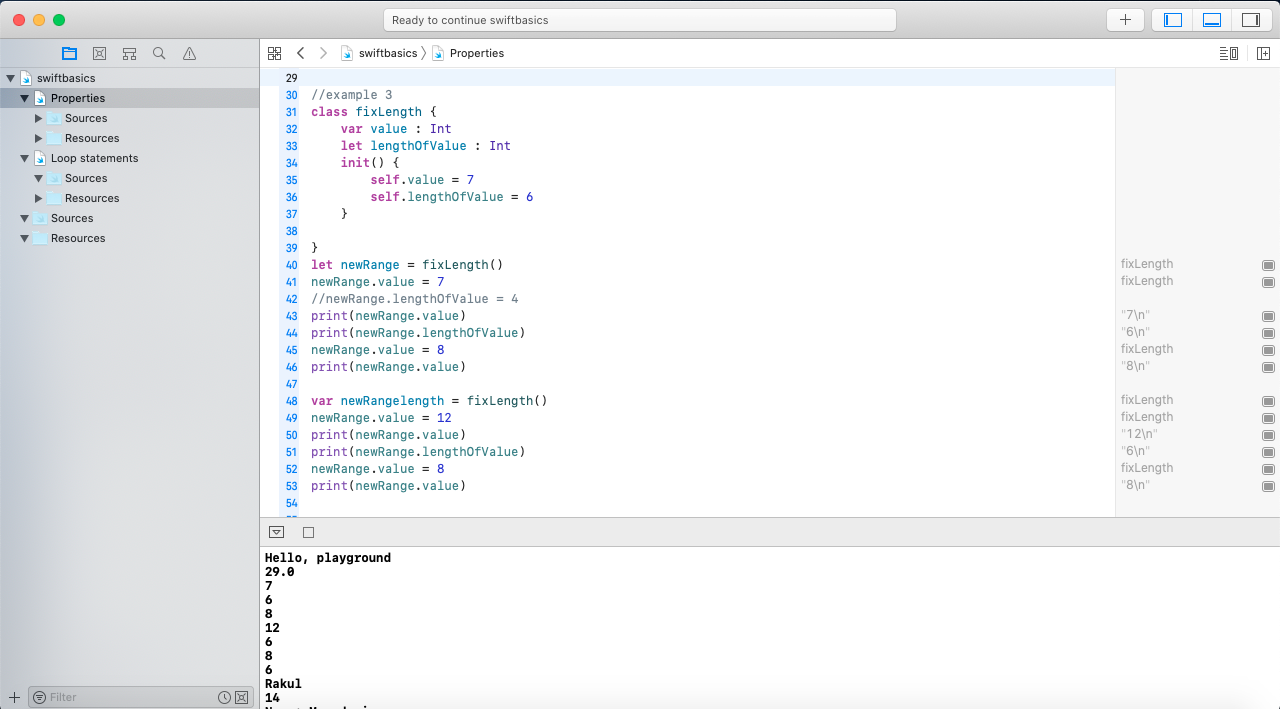 Ready to continue swiftbasics
swiftbasics
Properties
Sources
Resources
Loop statements
Sources
Resources
Sources
Resources
Filter
swiftbasics
Properties
29
30 //example 3
31 class fixLength {
32 var value : Int
33 let lengthOfValue : Int
34 init() {
35 self.value = 7
36 self.lengthOfValue = 6
37 }
38
39 }
40 let newRange = fixLength() fixLength
41 newRange.value = 7 fixLength
42 //newRange.lengthOfValue = 4
43 print(newRange.value) "7\n"
44 print(newRange.lengthOfValue) "6\n"
45 newRange.value = 8 fixLength
46 print(newRange.value) "8\n"
47
48 var newRangelength = fixLength() fixLength
49 newRange.value = 12 fixLength
50 print(newRange.value) "12\n"
51 print(newRange.lengthOfValue) "6\n"
52 newRange.value = 8 fixLength
53 print(newRange.value) "8\n"
54
Hello, playground
29.0
7
6
8
12
6
8
6
Rakul
14